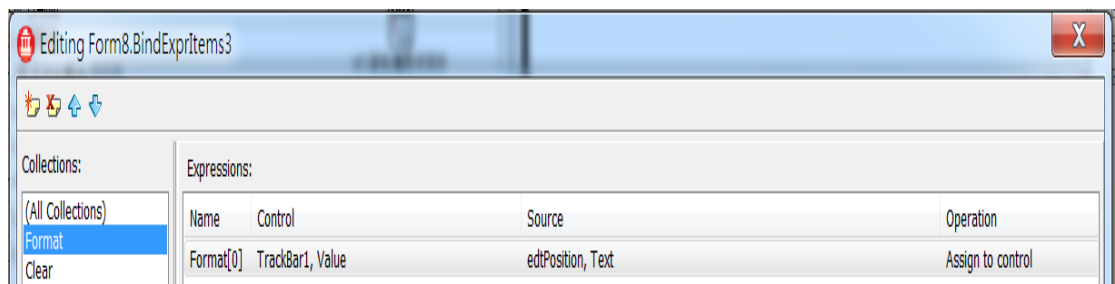 Editing Form8.BindExprItems3
X
Collections:
Expressions:
(All Collections)
Format
Clear
Name Control Source Operation
Format[0] TrackBar1, Value edtPosition, Text Assign to control